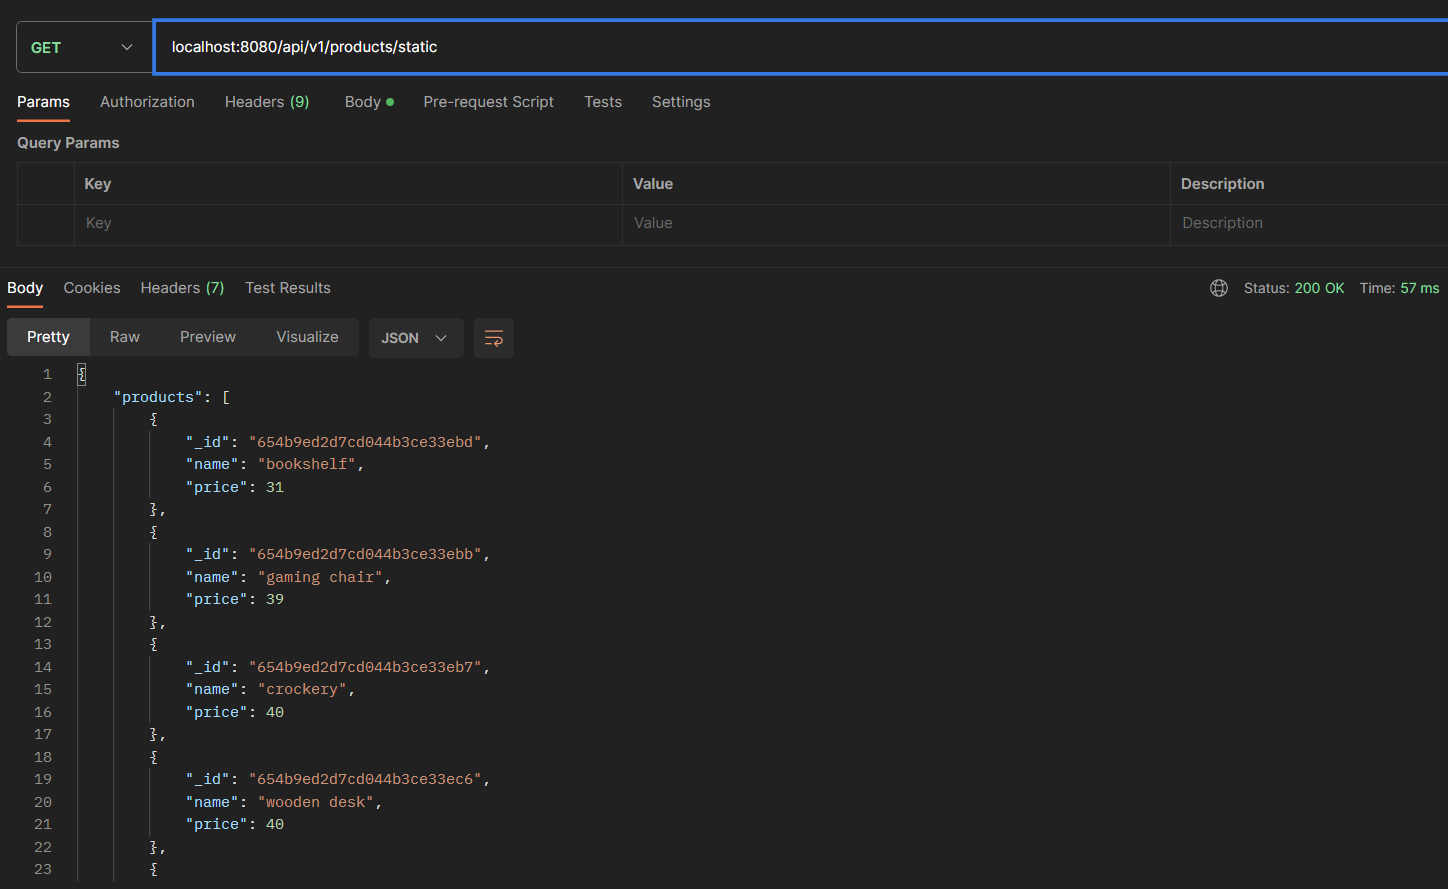 GET localhost:8080/api/v1/products/static
Params Authorization Headers (9) Body Pre-request Script Tests Settings
Query Params
Key Value Description
Key Value Description
Body Cookies Headers (7) Test Results Status: 200 OK Time: 57 ms
Pretty Raw Preview Visualize JSON
1 {
2 "products": [
3 {
4 "_id": "654b9ed2d7cd044b3ce33ebd",
5 "name": "bookshelf",
6 "price": 31
7 },
8 {
9 "_id": "654b9ed2d7cd044b3ce33ebb",
10 "name": "gaming chair",
11 "price": 39
12 },
13 {
14 "_id": "654b9ed2d7cd044b3ce33eb7",
15 "name": "crockery",
16 "price": 40
17 },
18 {
19 "_id": "654b9ed2d7cd044b3ce33ec6",
20 "name": "wooden desk",
21 "price": 40
22 },
23 {